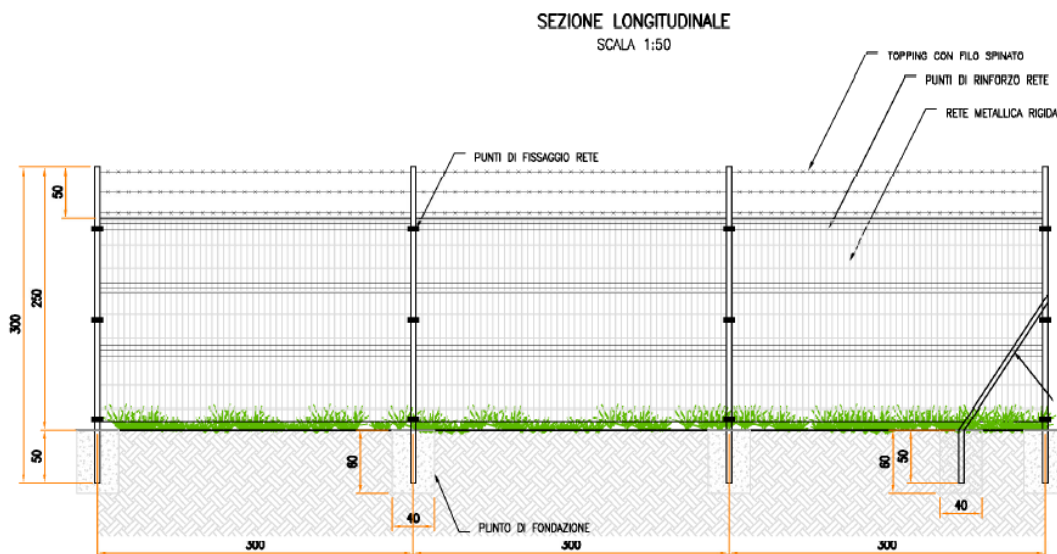 SEZIONE LONGITUDINALE
SCALA 1:50
TOPPING CON FILO SPINATO
PUNTI DI RINFORZO RETE
RETE METALLICA RIGIDA
PUNTI DI FISSAGGIO RETE
50
250
300
50
60
40
60
50
40
PUNTO DI FONDAZIONE
300
300
300